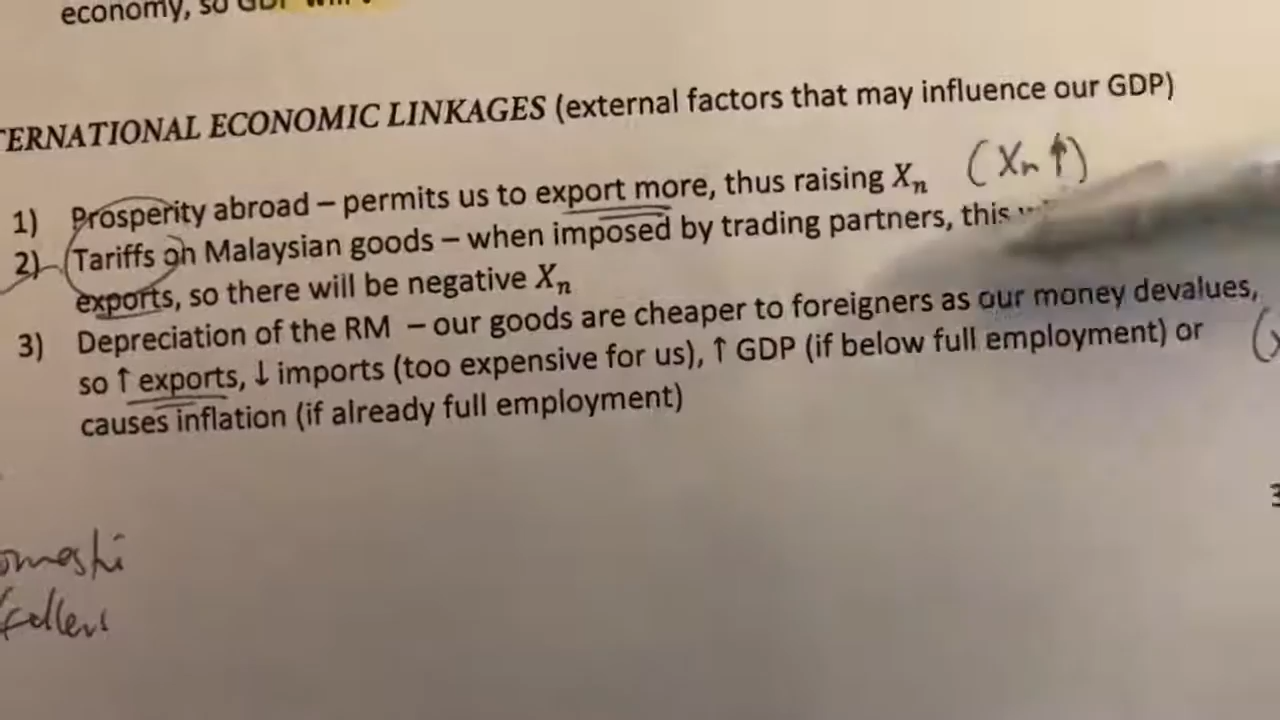 economy, so GDP will
TERNATIONAL ECONOMIC LINKAGES (external factors that may influence our GDP)
1) Prosperity abroad – permits us to export more, thus raising Xn (Xn ↑)
2) Tariffs on Malaysian goods – when imposed by trading partners, this
exports, so there will be negative Xn
3) Depreciation of the RM – our goods are cheaper to foreigners as our money devalues,
so ↑ exports, ↓ imports (too expensive for us), ↑ GDP (if below full employment) or
causes inflation (if already full employment)